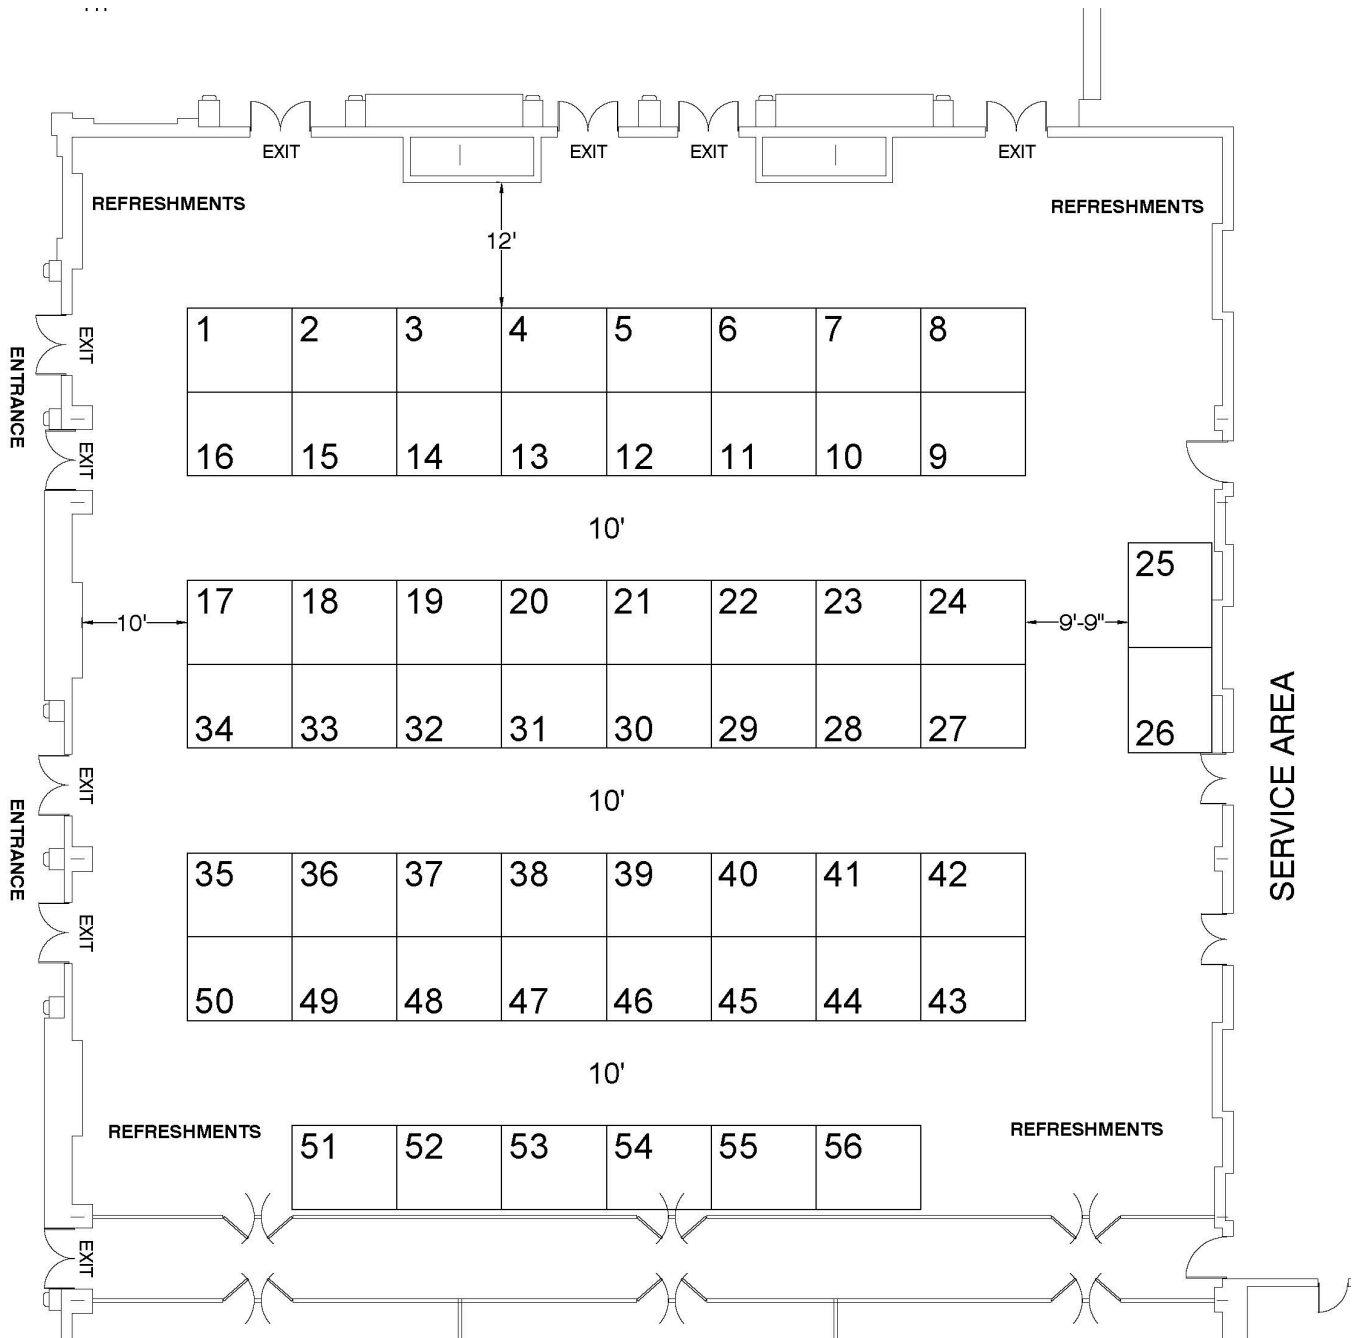 EXIT
EXIT
EXIT
EXIT
REFRESHMENTS
REFRESHMENTS
12'
1 2 3 4 5 6 7 8
EXIT
ENTRANCE
16 15 14 13 12 11 10 9
EXIT
10'
25
17 18 19 20 21 22 23 24
10'
9'-9"
34 33 32 31 30 29 28 27
26
SERVICE AREA
EXIT
10'
ENTRANCE
35 36 37 38 39 40 41 42
EXIT
50 49 48 47 46 45 44 43
10'
REFRESHMENTS
REFRESHMENTS
51 52 53 54 55 56
EXIT